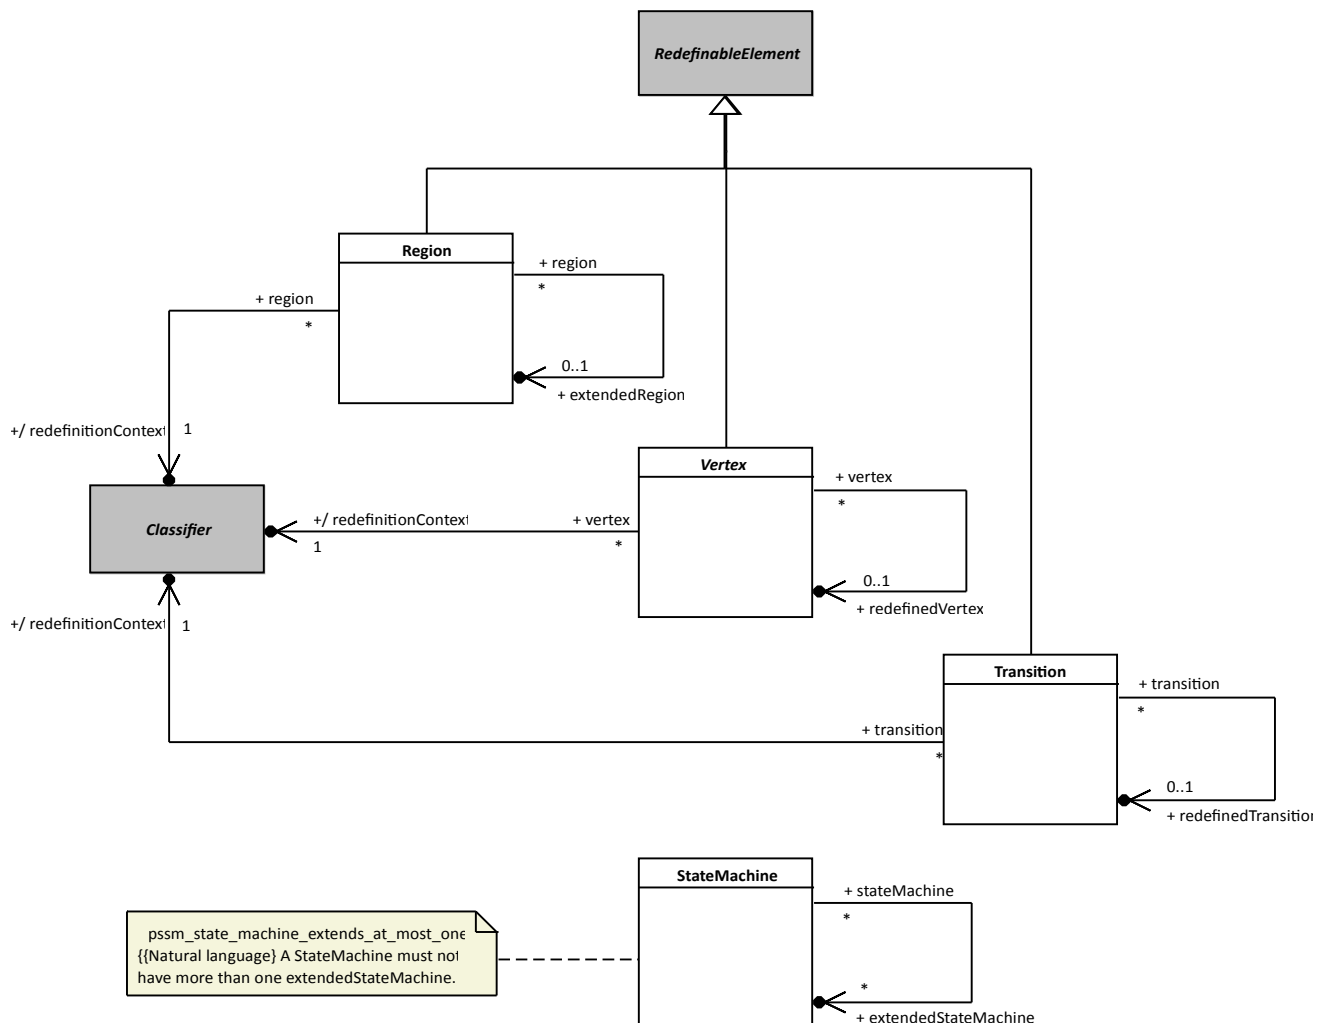 RedefinableElement
Region
+ region
*
+ region
*
0..1
+ extendedRegion
+/ redefinitionContext
1
Vertex
+ vertex
*
Classifier
+/ redefinitionContext
1
+ vertex
*
0..1
+ redefinedVertex
+/ redefinitionContext
1
Transition
+ transition
*
+ transition
*
0..1
+ redefinedTransition
StateMachine
+ stateMachine
*
pssm_state_machine_extends_at_most_one
{{Natural language} A StateMachine must not
have more than one extendedStateMachine.
*
+ extendedStateMachine